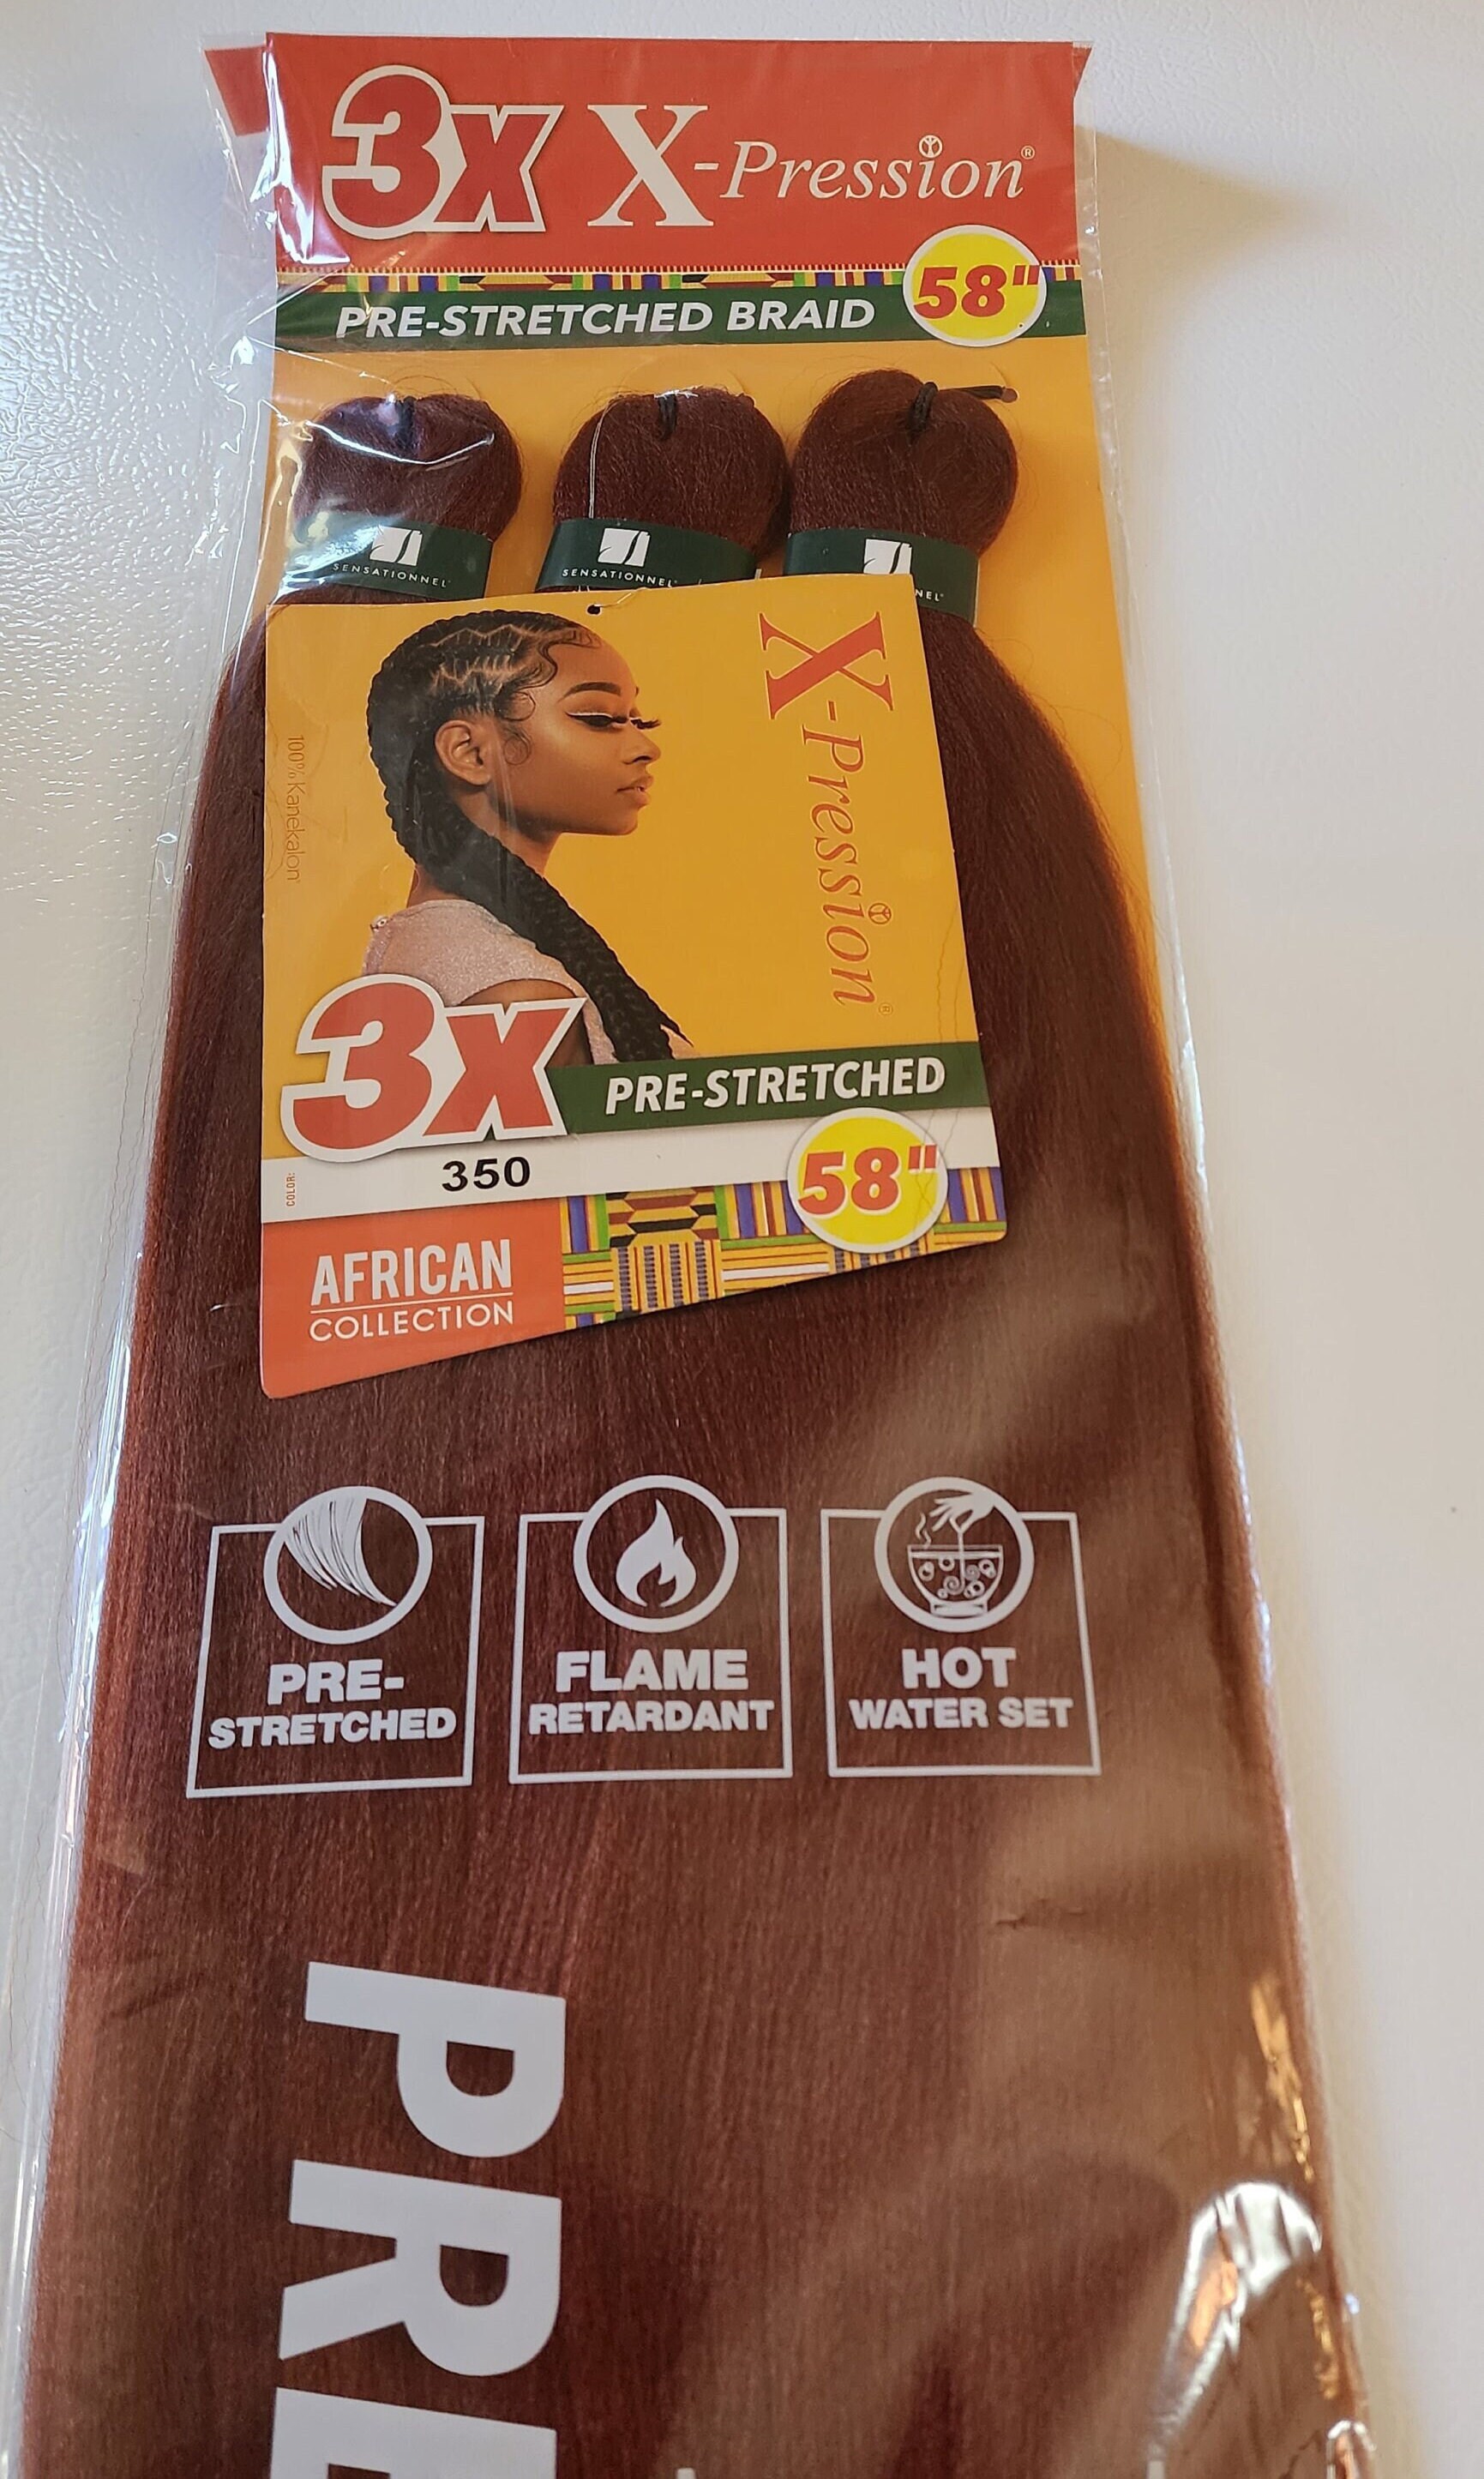 3X X-Pression®
58"
PRE-STRETCHED BRAID
SENSATIONNEL
SENSATIONNEL
NEL
X-Pression®
100% Kanekalon
3X PRE-STRETCHED
COLOR: 350
58"
AFRICAN
COLLECTION
PRE-
STRETCHED
FLAME
RETARDANT
HOT
WATER SET
PRE